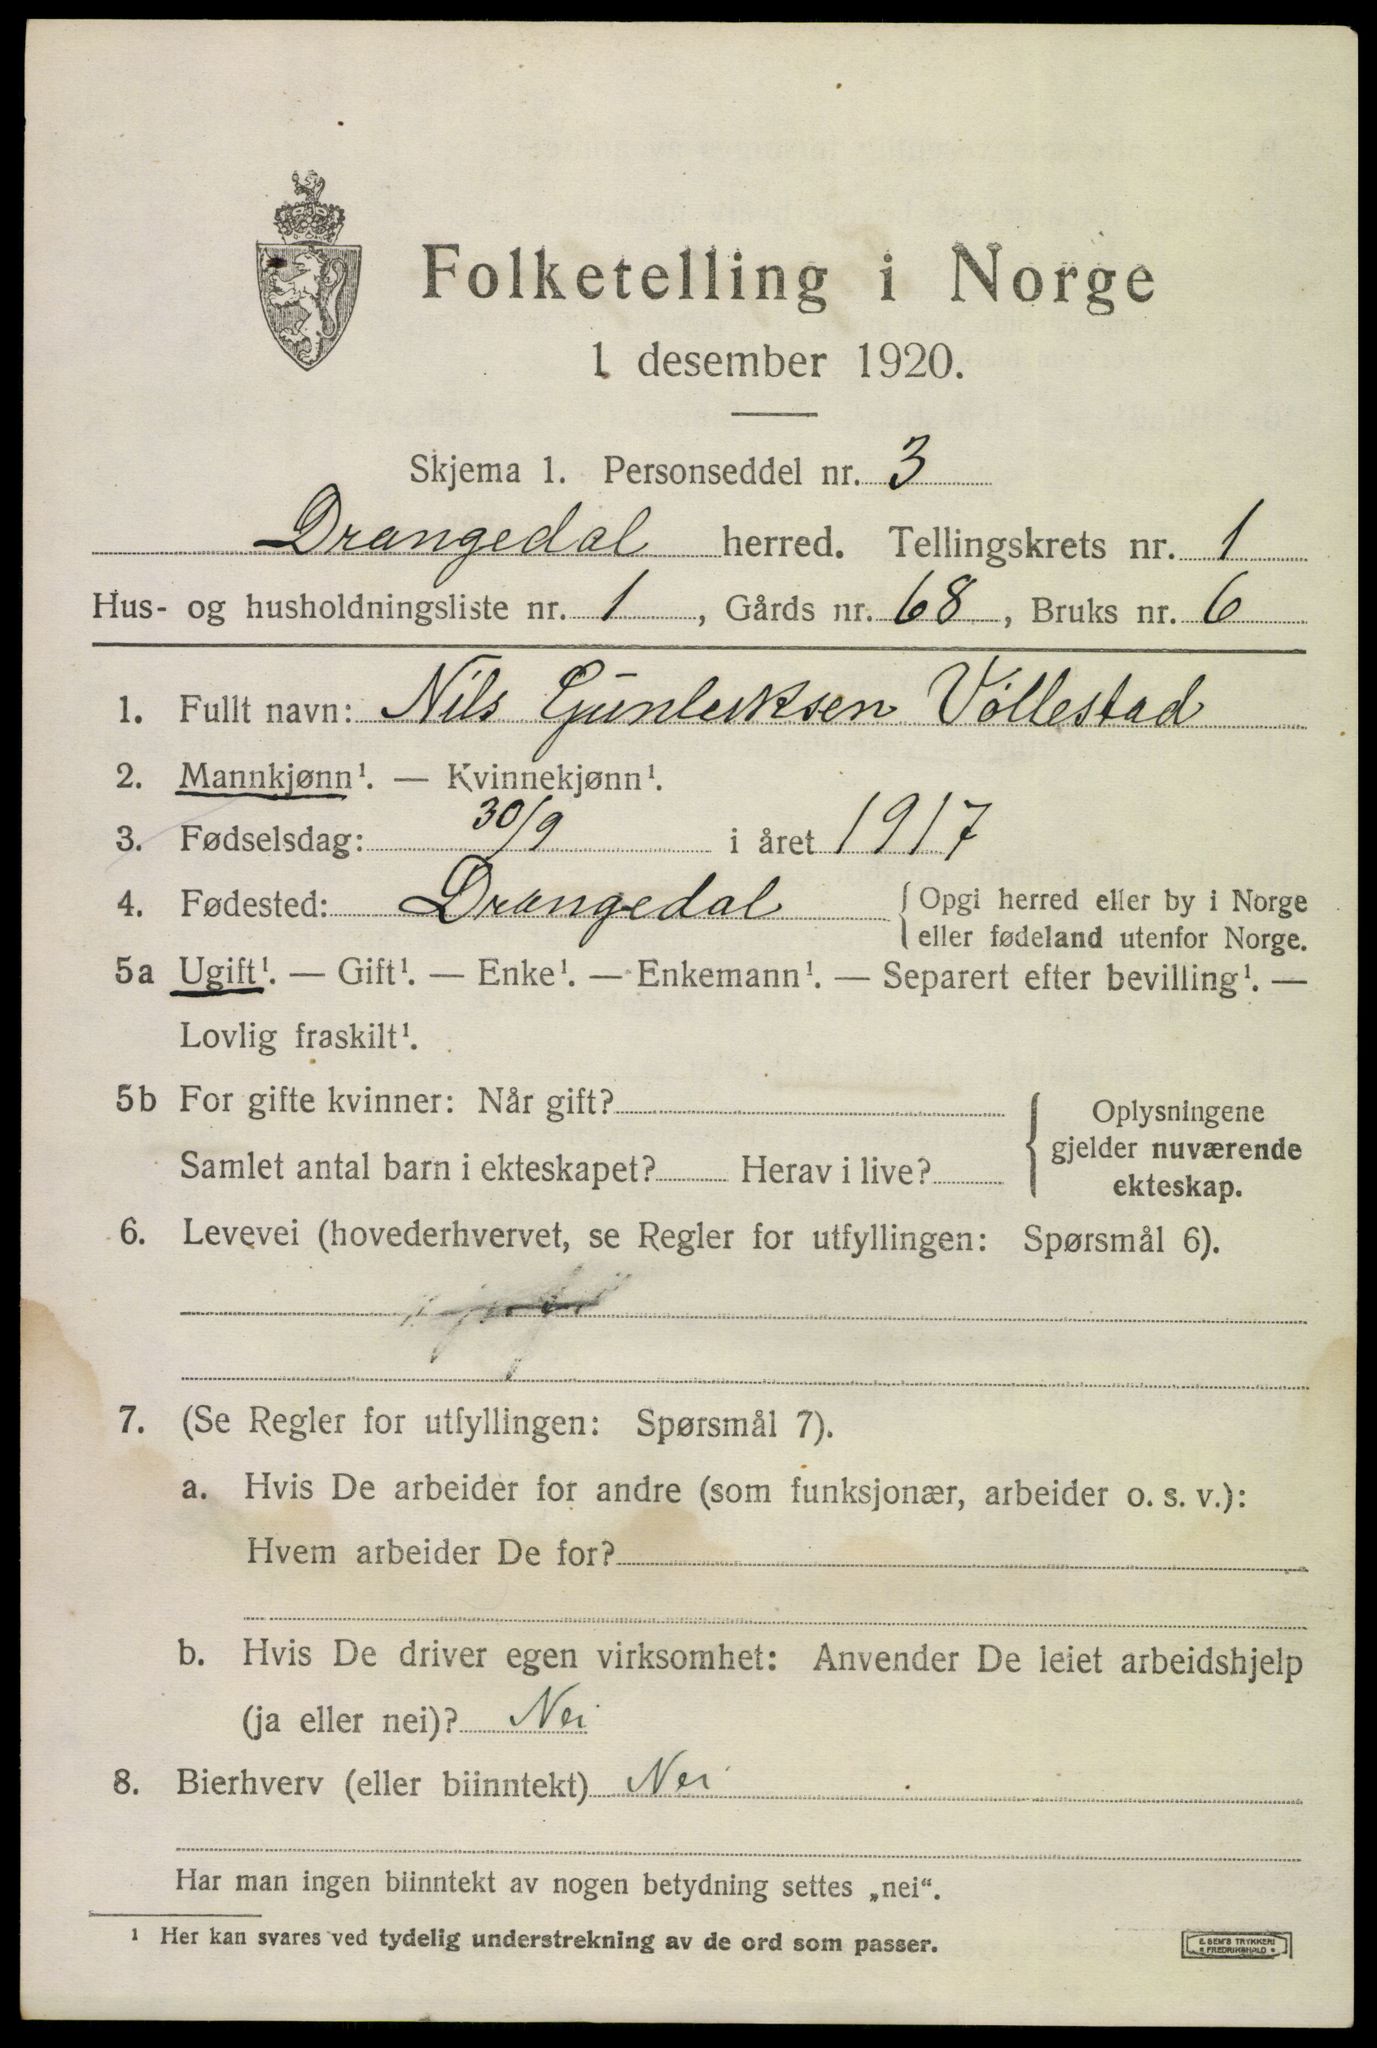 Folketelling i Norge
1 desember 1920.
Skjema 1. Personseddel nr. 3
Drangedal herred. Tellingskrets nr. 1
Hus- og husholdningsliste nr. 1, Gårds nr. 68, Bruks nr. 6
1. Fullt navn: Nils Gunleiksen Vøllestad
2. Mannkjønn¹. — Kvinnekjønn¹.
3. Fødselsdag: 30/9 i året 1917
4. Fødested: Drangedal { Opgi herred eller by i Norge
eller fødeland utenfor Norge.
5a Ugift¹. — Gift¹. — Enke¹. — Enkemann¹. — Separert efter bevilling¹. —
Lovlig fraskilt¹.
5b For gifte kvinner: Når gift?
Samlet antal barn i ekteskapet? Herav i live?
} Oplysningene
gjelder nuværende
ekteskap.
6. Levevei (hovederhvervet, se Regler for utfyllingen: Spørsmål 6).
7. (Se Regler for utfyllingen: Spørsmål 7).
a. Hvis De arbeider for andre (som funksjonær, arbeider o. s. v.):
Hvem arbeider De for?
b. Hvis De driver egen virksomhet: Anvender De leiet arbeidshjelp
(ja eller nei)? Nei
8. Bierhverv (eller biinntekt) Nei
Har man ingen biinntekt av nogen betydning settes „nei“.
¹ Her kan svares ved tydelig understrekning av de ord som passer.
E. SEM'S TRYKKERI
FREDRIKSHALD